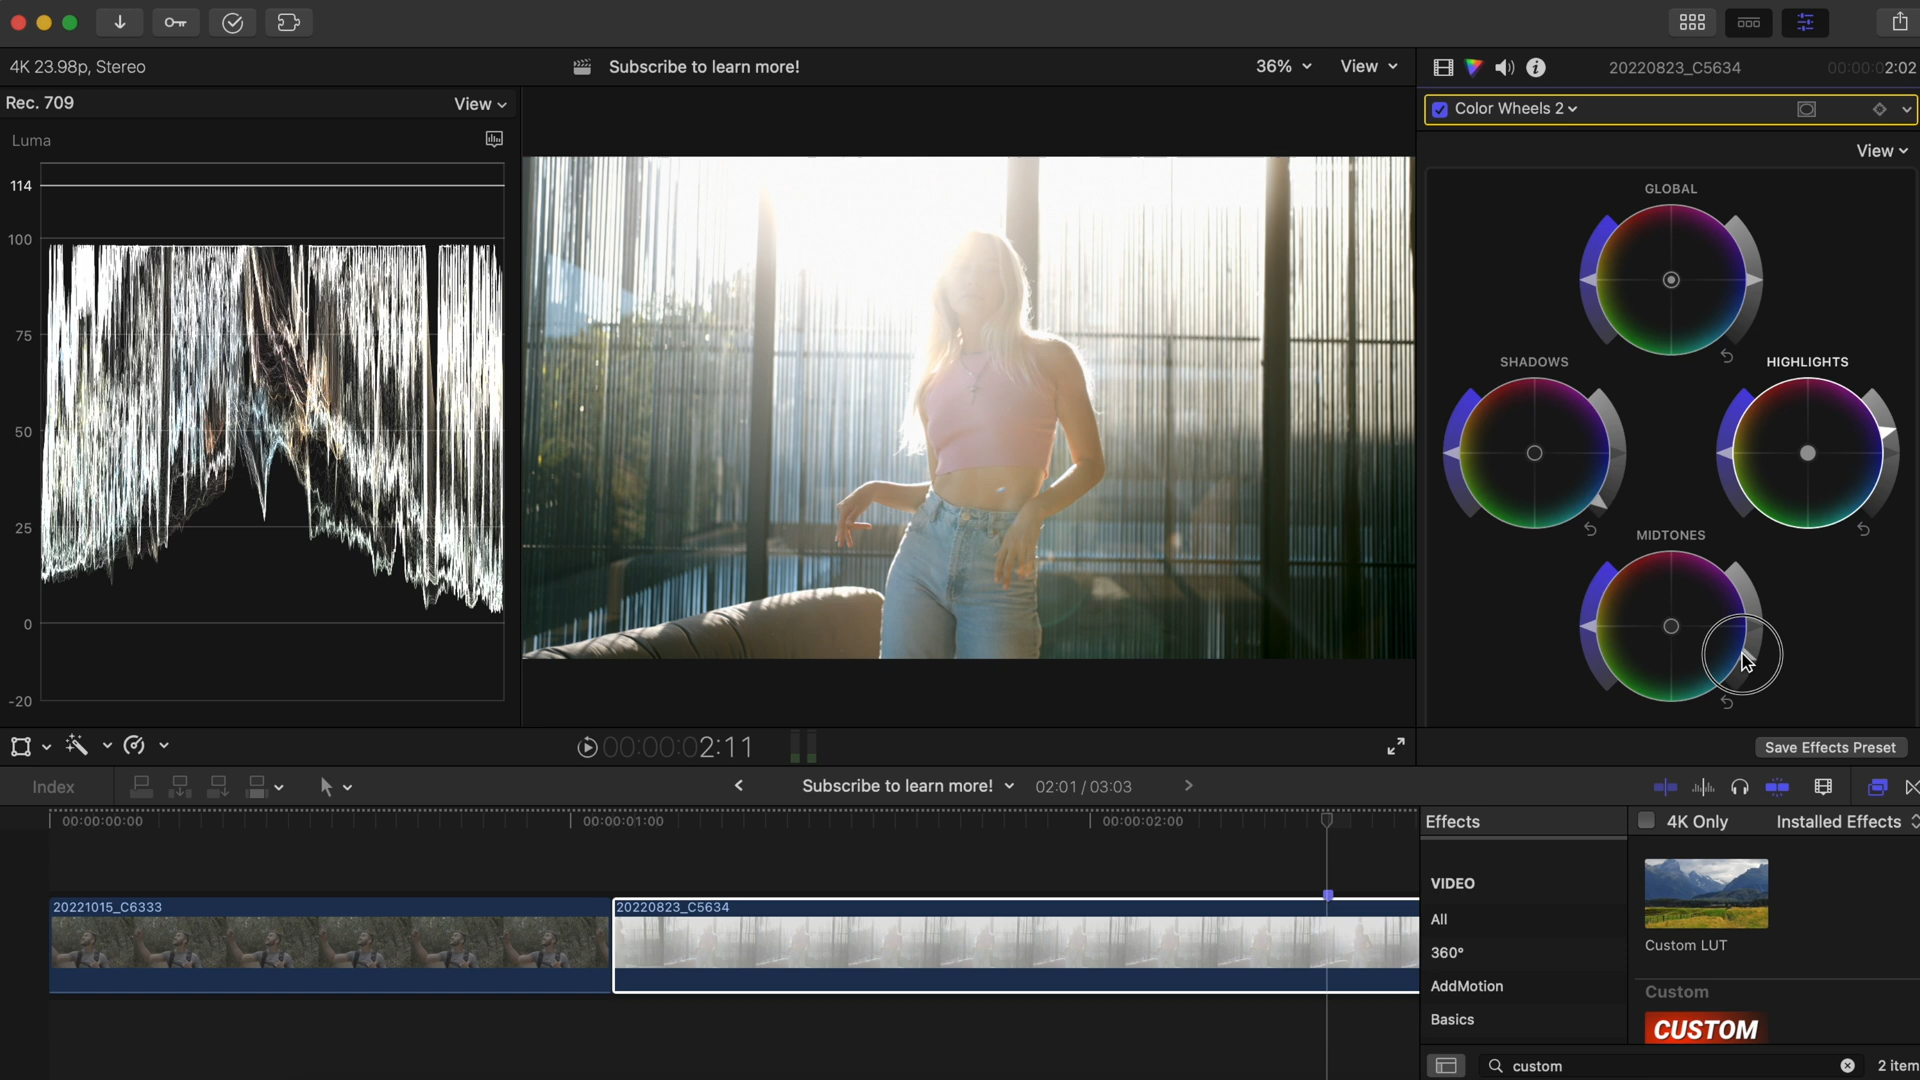 4K 23.98p, Stereo
Subscribe to learn more!
36%
View
20220823_C5634
00:00:02:02
Rec. 709
View
Color Wheels 2
Luma
View
114
100
75
50
25
0
-20
GLOBAL
SHADOWS
HIGHLIGHTS
MIDTONES
00:00:02:11
Save Effects Preset
Index
Subscribe to learn more!
02:01 / 03:03
00:00:00:00
00:00:01:00
00:00:02:00
Effects
4K Only
Installed Effects
20221015_C6333
20220823_C5634
VIDEO
All
360°
AddMotion
Basics
Custom LUT
Custom
CUSTOM
custom
2 item